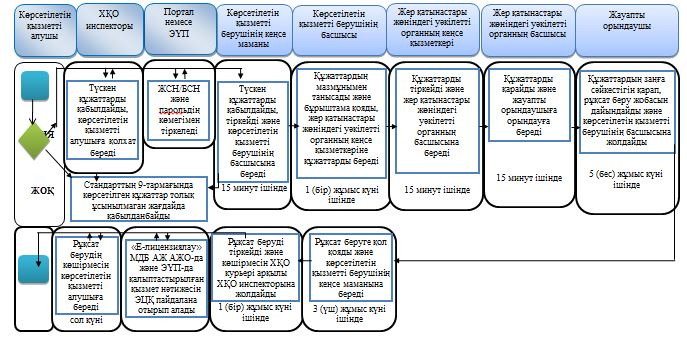 Көрсетілетін
қызметті
алушы
ХҚО
инспекторы
Портал
немесе
ЭҮП
Көрсетілетін
қызметті
берушінің кеңсе
маманы
Көрсетілетін
қызметті берушінің
басшысы
Жер қатынастары
жөніндегі уәкілетті
органның кеңсе
қызметкері
Жер қатынастары
жөніндегі уәкілетті
органның басшысы
Жауапты
орындаушы
жоқ
Түскен
құжаттарды
қабылдайды,
көрсетілетін
қызметті
алушыға қолхат
береді
ЖСН/БСН
және
парольдің
көмегімен
тіркеледі
Түскен
құжаттарды
қабылдайды,
тіркейді және
көрсетілетін
қызметті
берушінің
басшысына
береді
15 минут ішінде
Құжаттардың
мазмұнымен
танысады және
бұрыштама қояды,
жер қатынастары
жөніндегі уәкілетті
органның кеңсе
қызметкеріне
құжаттарды береді
1 (бір) жұмыс күні
ішінде
Құжаттарды
тіркейді және
жер қатынастары
жөніндегі
уәкілетті
органның
басшысына
береді
15 минут ішінде
Құжаттарды
қарайды және
жауапты
орындаушыға
орындауға
береді
15 минут ішінде
Құжаттардың заңға
сәйкестігін қарап,
рұқсат беру жобасын
дайындайды және
көрсетілетін қызметті
берушінің басшысына
жолдайды
5 (бес) жұмыс күні
ішінде
Стандарттың 9-тармағында
көрсетілген құжаттар толық
ұсынылмаған жағдайда
қабылданбайды
Рұқсат
берудің
көшірмесін
көрсетілетін
қызметті
алушыға
береді
сол күні
«Е-лицензиялау»
МДБ АЖ АЖО-да
және ЭҮП-да
қалыптастырылған
қызмет нәтижесін
ЭЦҚ пайдалана
отырып алады
Рұқсат беруді
тіркейді және
көшірмесін ХҚО
курьері арқылы
ХҚО инспекторына
жолдайды
1 (бір) жұмыс күні
ішінде
Рұқсат беруге қол
қояды және
көрсетілетін
қызметті берушінің
кеңсе маманына
береді
3 (үш) жұмыс күні
ішінде